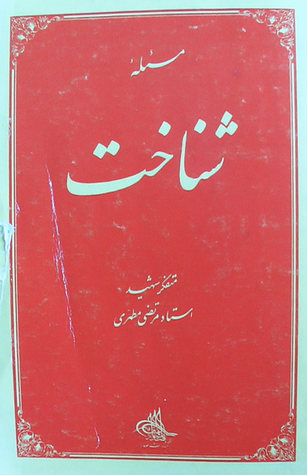 مسئلهٔ
شناخت
متفکر شهید
استاد مرتضی مطهری